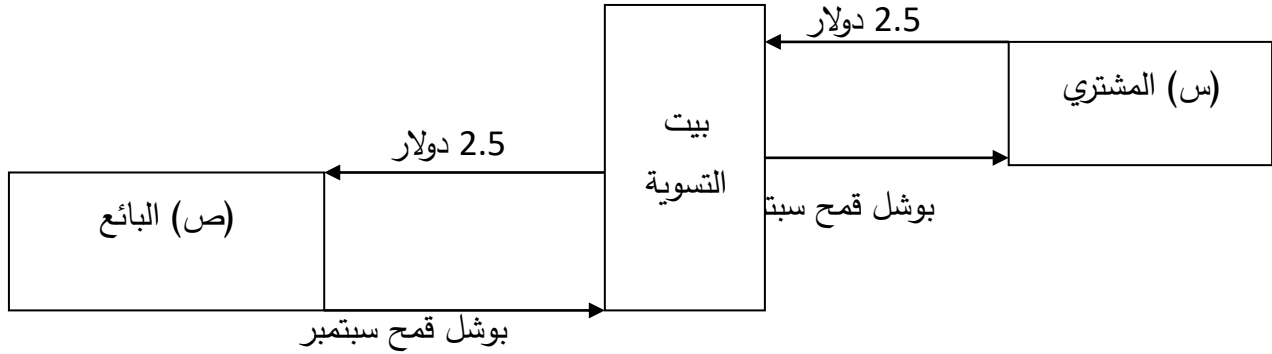 2.5 دولار
(س) المشتري
بيت
التسوية
بوشل قمح سبت
2.5 دولار
(ص) البائع
بوشل قمح سبتمبر